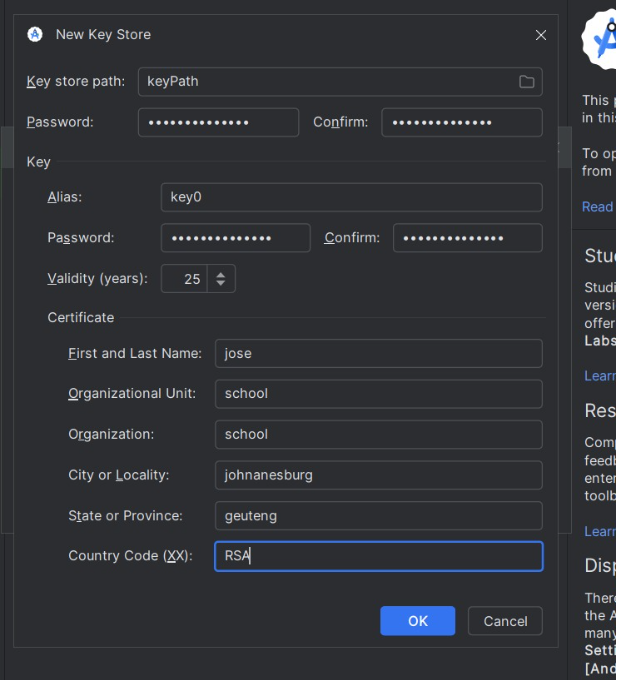 New Key Store
Key store path: keyPath
Password: •••••••••••••• Confirm: ••••••••••••••
Key
Alias: key0
Password: •••••••••••••• Confirm: ••••••••••••••
Validity (years): 25
Certificate
First and Last Name: jose
Organizational Unit: school
Organization: school
City or Locality: johnanesburg
State or Province: geuteng
Country Code (XX): RSA
OK Cancel
This
in this
To op
from
Read
Stud
Studi
versi
offer
Labs
Learn
Res
Comp
feedb
enter
toolb
Learn
Disp
There
the A
many
Setti
[And